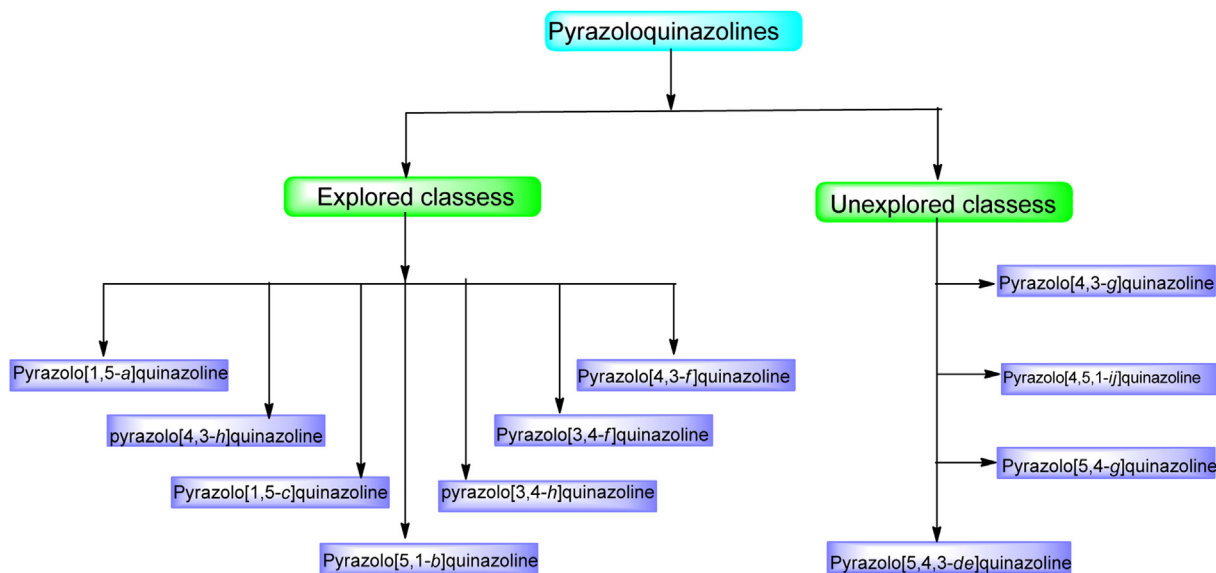 Pyrazoloquinazolines
Explored classess
Unexplored classess
Pyrazolo[1,5-a]quinazoline
pyrazolo[4,3-h]quinazoline
Pyrazolo[1,5-c]quinazoline
Pyrazolo[5,1-b]quinazoline
pyrazolo[3,4-h]quinazoline
Pyrazolo[3,4-f]quinazoline
Pyrazolo[4,3-f]quinazoline
Pyrazolo[4,3-g]quinazoline
Pyrazolo[4,5,1-ij]quinazoline
Pyrazolo[5,4-g]quinazoline
Pyrazolo[5,4,3-de]quinazoline